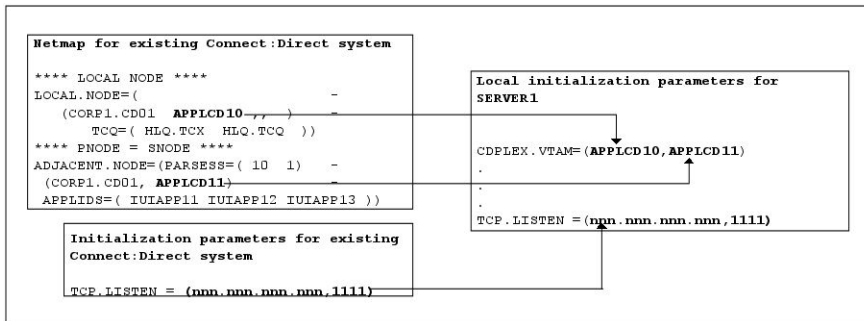 Netmap for existing Connect:Direct system
**** LOCAL NODE ****
LOCAL.NODE=( -
(CORP1.CD01 APPLCD10 ,, ) -
TCQ=( HLQ.TCX HLQ.TCQ ))
**** PNODE = SNODE ****
ADJACENT.NODE=(PARSESS=( 10 1) -
(CORP1.CD01, APPLCD11) -
APPLIDS=( IUIAPP11 IUIAPP12 IUIAPP13 ))
Initialization parameters for existing
Connect:Direct system
TCP.LISTEN = (nnn.nnn.nnn.nnn,1111)
Local initialization parameters for
SERVER1
CDPLEX.VTAM=(APPLCD10,APPLCD11)
.
.
.
TCP.LISTEN =(nnn.nnn.nnn.nnn,1111)